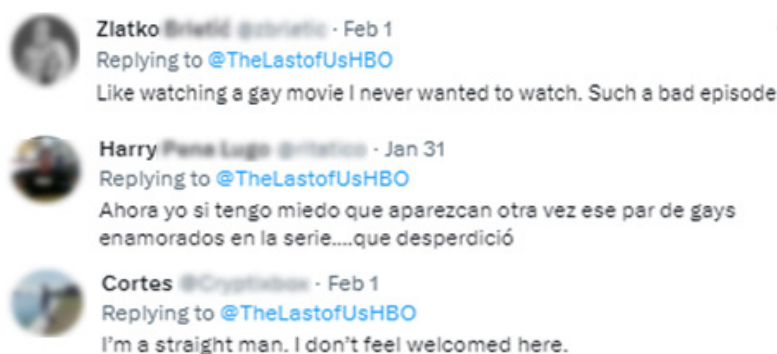 Zlatko · Feb 1
Replying to @TheLastofUsHBO
Like watching a gay movie I never wanted to watch. Such a bad episode
Harry · Jan 31
Replying to @TheLastofUsHBO
Ahora yo si tengo miedo que aparezcan otra vez ese par de gays
enamorados en la serie....que desperdició
Cortes · Feb 1
Replying to @TheLastofUsHBO
I'm a straight man. I don't feel welcomed here.